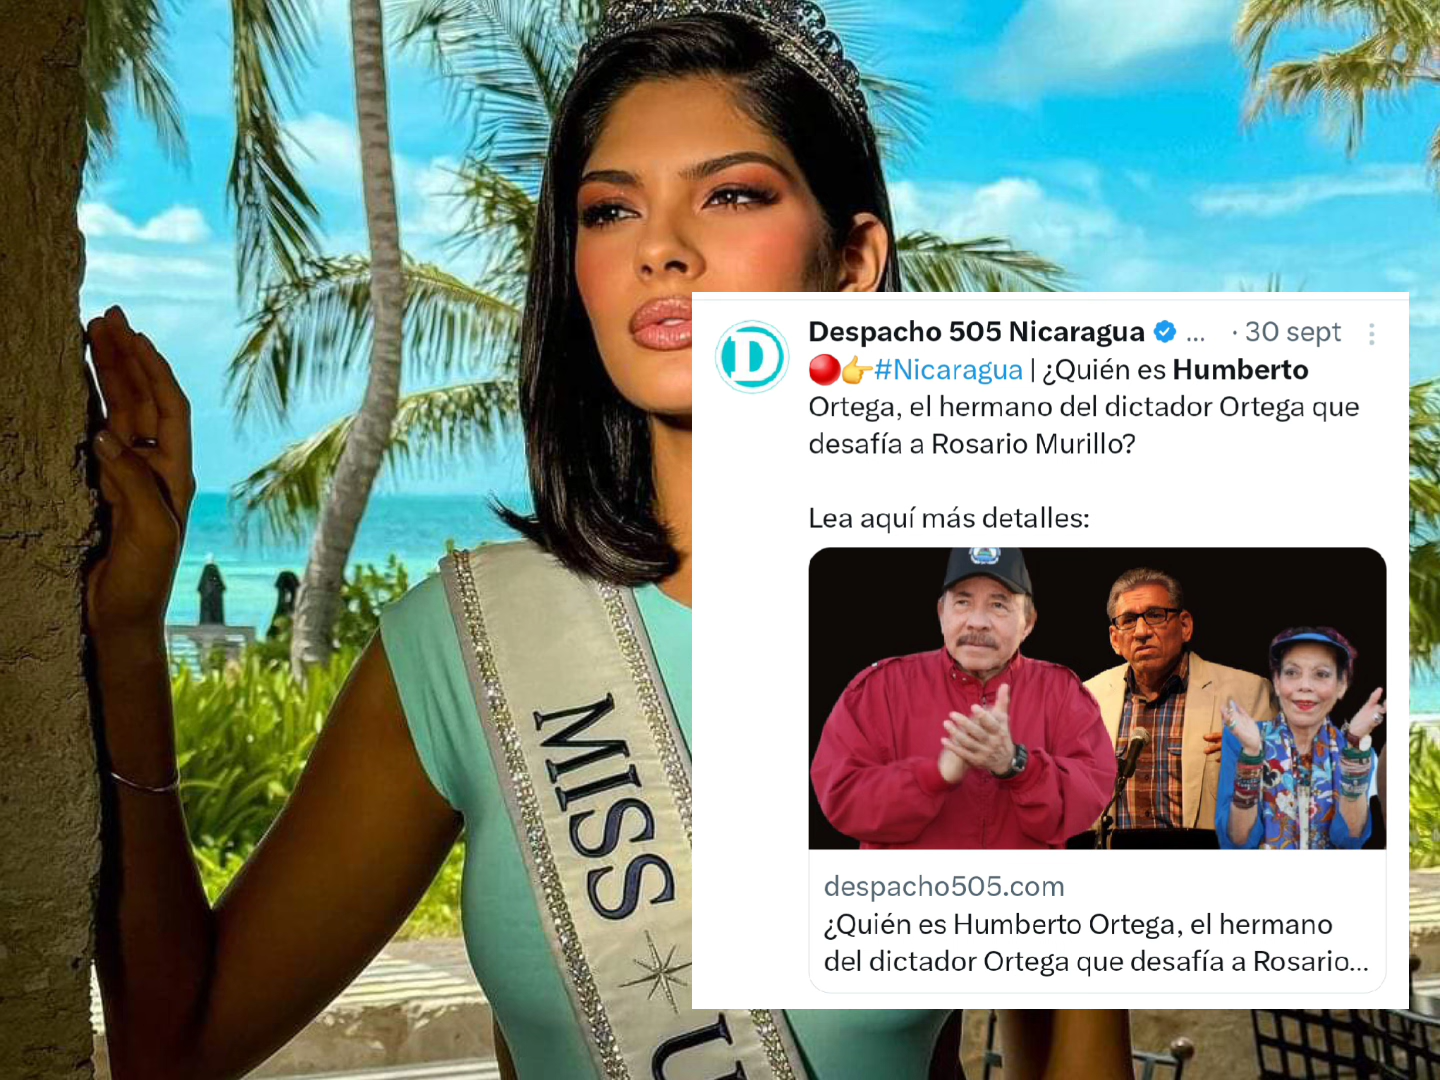 MISS U
Despacho 505 Nicaragua ... · 30 sept
#Nicaragua | ¿Quién es Humberto
Ortega, el hermano del dictador Ortega que
desafía a Rosario Murillo?
Lea aquí más detalles:
despacho505.com
¿Quién es Humberto Ortega, el hermano
del dictador Ortega que desafía a Rosario...